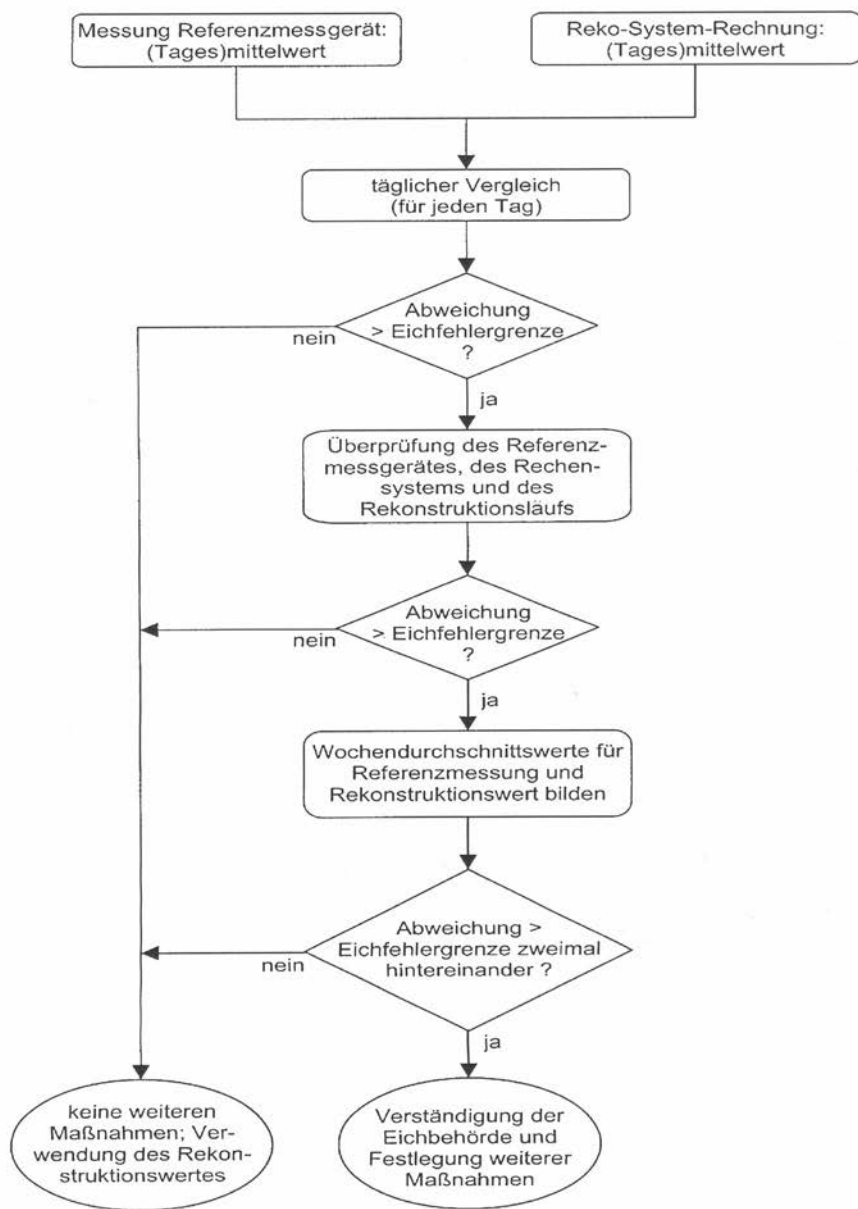 Messung Referenzmessgerät:
(Tages)mittelwert
Reko-System-Rechnung:
(Tages)mittelwert
täglicher Vergleich
(für jeden Tag)
Abweichung
> Eichfehlergrenze
?
nein
ja
Überprüfung des Referenz-
messgerätes, des Rechen-
systems und des
Rekonstruktionsläufs
Abweichung
> Eichfehlergrenze
?
nein
ja
Wochendurchschnittswerte für
Referenzmessung und
Rekonstruktionswert bilden
Abweichung >
Eichfehlergrenze zweimal
hintereinander ?
nein
ja
keine weiteren
Maßnahmen; Ver-
wendung des Rekon-
struktionswertes
Verständigung der
Eichbehörde und
Festlegung weiterer
Maßnahmen